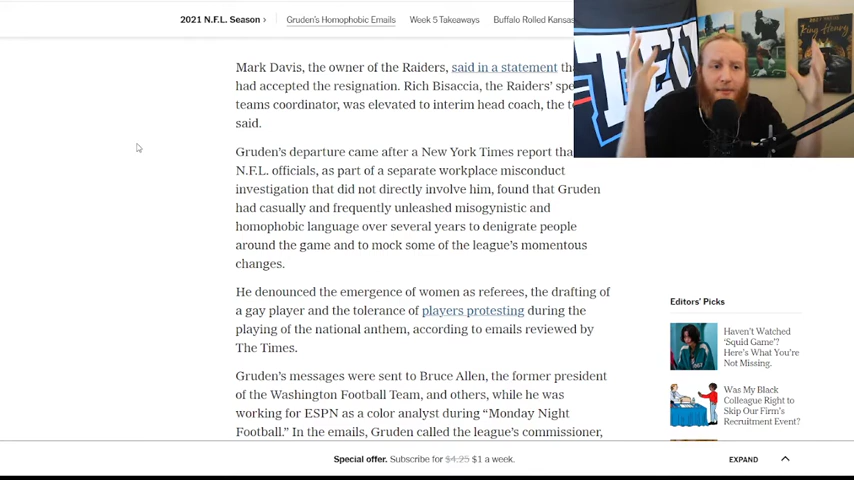 2021 N.F.L. Season › Gruden's Homophobic Emails Week 5 Takeaways Buffalo Rolled Kansas
Mark Davis, the owner of the Raiders, said in a statement
had accepted the resignation. Rich Bisaccia, the Raiders'
teams coordinator, was elevated to interim head coach, the
said.
Gruden's departure came after a New York Times report
N.F.L. officials, as part of a separate workplace misconduct
investigation that did not directly involve him, found that Gruden
had casually and frequently unleashed misogynistic and
homophobic language over several years to denigrate people
around the game and to mock some of the league's momentous
changes.
He denounced the emergence of women as referees, the drafting of
a gay player and the tolerance of players protesting during the
playing of the national anthem, according to emails reviewed by
The Times.
Gruden's messages were sent to Bruce Allen, the former president
of the Washington Football Team, and others, while he was
working for ESPN as a color analyst during “Monday Night
Football.” In the emails, Gruden called the league's commissioner,
Editors' Picks
Haven't Watched
‘Squid Game’?
Here's What You're
Not Missing.
Was My Black
Colleague Right to
Skip Our Firm's
Recruitment Event?
Special offer. Subscribe for $4.25 $1 a week.
EXPAND
King Henry